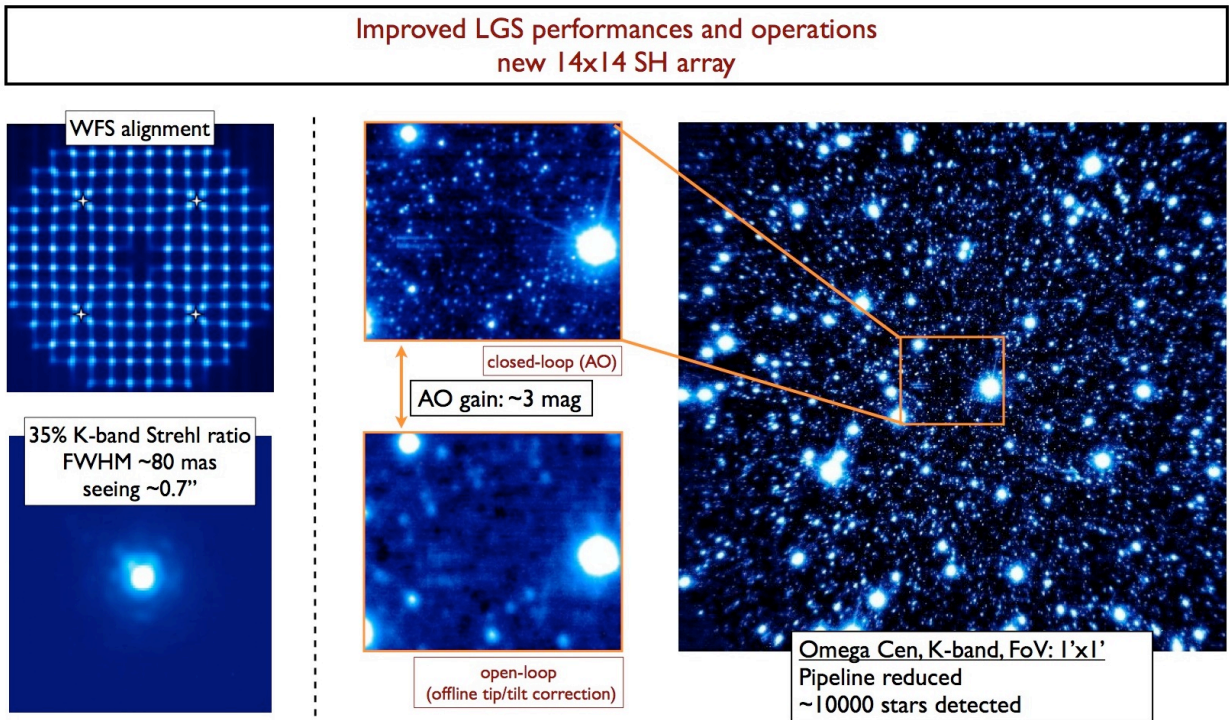 Improved LGS performances and operations
new 14x14 SH array
WFS alignment
35% K-band Strehl ratio
FWHM ~80 mas
seeing ~0.7”
closed-loop (AO)
AO gain: ~3 mag
open-loop
(offline tip/tilt correction)
Omega Cen, K-band, FoV: 1'x1'
Pipeline reduced
~10000 stars detected